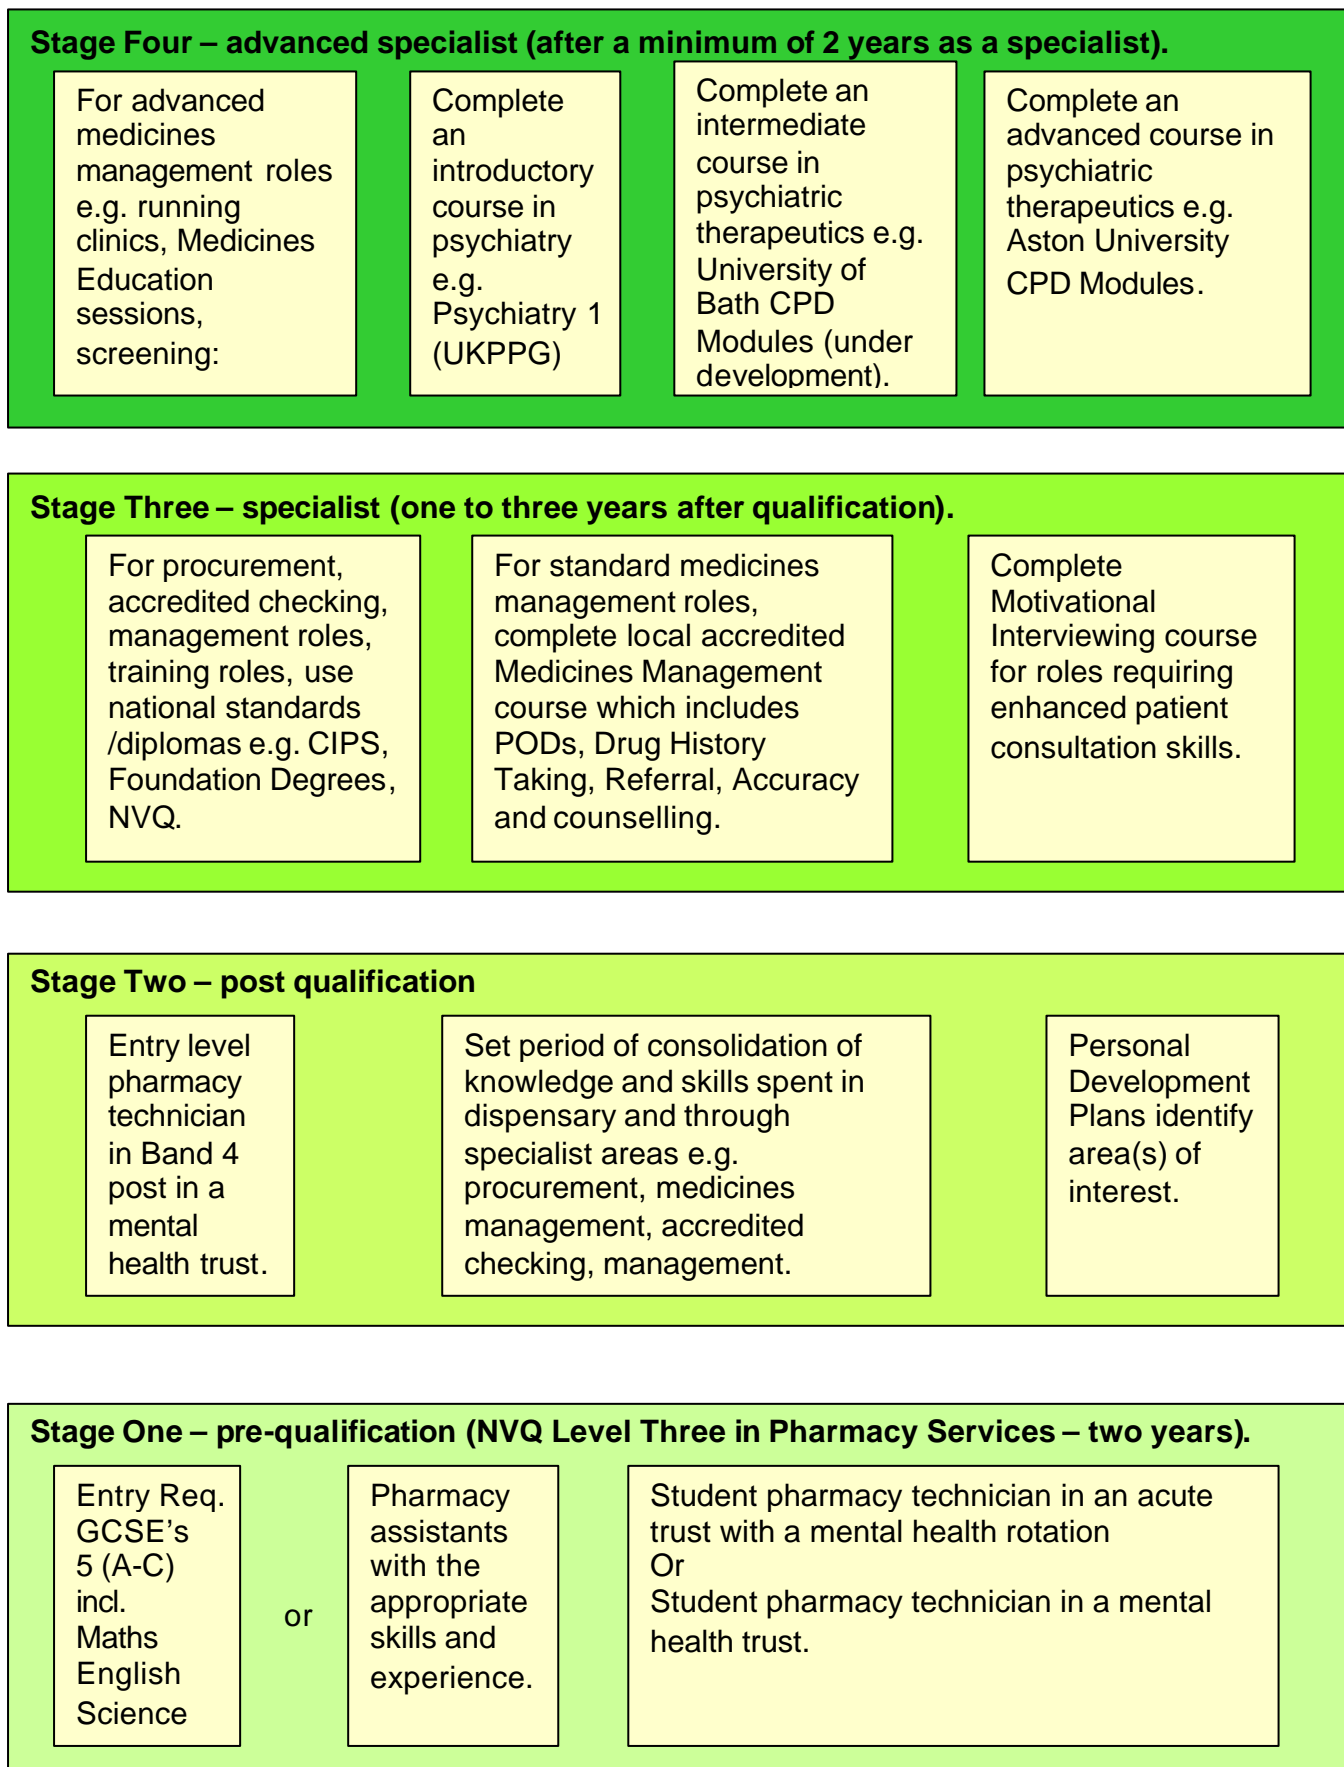 Stage Four – advanced specialist (after a minimum of 2 years as a specialist).
For advanced
medicines
management roles
e.g. running
clinics, Medicines
Education
sessions,
screening:
Complete
an
introductory
course in
psychiatry
e.g.
Psychiatry 1
(UKPPG)
Complete an
intermediate
course in
psychiatric
therapeutics e.g.
University of
Bath CPD
Modules (under
development).
Complete an
advanced course in
psychiatric
therapeutics e.g.
Aston University
CPD Modules.
Stage Three – specialist (one to three years after qualification).
For procurement,
accredited checking,
management roles,
training roles, use
national standards
/diplomas e.g. CIPS,
Foundation Degrees,
NVQ.
For standard medicines
management roles,
complete local accredited
Medicines Management
course which includes
PODs, Drug History
Taking, Referral, Accuracy
and counselling.
Complete
Motivational
Interviewing course
for roles requiring
enhanced patient
consultation skills.
Stage Two – post qualification
Entry level
pharmacy
technician
in Band 4
post in a
mental
health trust.
Set period of consolidation of
knowledge and skills spent in
dispensary and through
specialist areas e.g.
procurement, medicines
management, accredited
checking, management.
Personal
Development
Plans identify
area(s) of
interest.
Stage One – pre-qualification (NVQ Level Three in Pharmacy Services – two years).
Entry Req.
GCSE's
5 (A-C)
incl.
Maths
English
Science
or
Pharmacy
assistants
with the
appropriate
skills and
experience.
Student pharmacy technician in an acute
trust with a mental health rotation
Or
Student pharmacy technician in a mental
health trust.